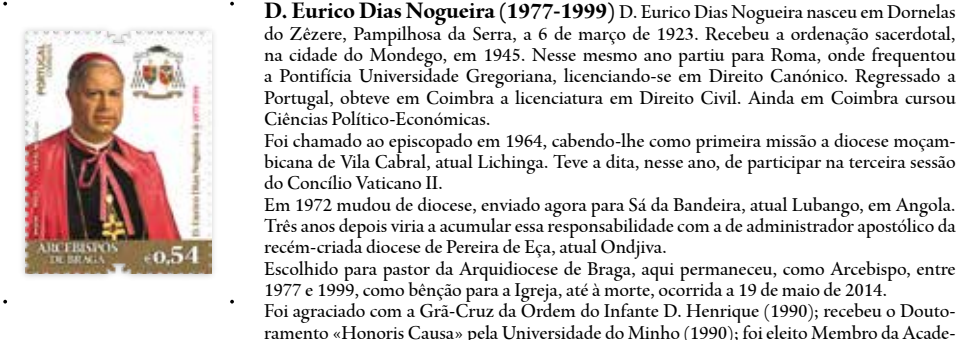 D. Eurico Dias Nogueira (1977-1999) D. Eurico Dias Nogueira nasceu em Dornelas
do Zêzere, Pampilhosa da Serra, a 6 de março de 1923. Recebeu a ordenação sacerdotal,
na cidade do Mondego, em 1945. Nesse mesmo ano partiu para Roma, onde frequentou
a Pontifícia Universidade Gregoriana, licenciando-se em Direito Canónico. Regressado a
Portugal, obteve em Coimbra a licenciatura em Direito Civil. Ainda em Coimbra cursou
Ciências Político-Económicas.
Foi chamado ao episcopado em 1964, cabendo-lhe como primeira missão a diocese moçam-
bicana de Vila Cabral, atual Lichinga. Teve a dita, nesse ano, de participar na terceira sessão
do Concílio Vaticano II.
Em 1972 mudou de diocese, enviado agora para Sá da Bandeira, atual Lubango, em Angola.
Três anos depois viria a acumular essa responsabilidade com a de administrador apostólico da
recém-criada diocese de Pereira de Eça, atual Ondjiva.
Escolhido para pastor da Arquidiocese de Braga, aqui permaneceu, como Arcebispo, entre
1977 e 1999, como bênção para a Igreja, até à morte, ocorrida a 19 de maio de 2014.
Foi agraciado com a Grã-Cruz da Ordem do Infante D. Henrique (1990); recebeu o Douto-
ramento «Honoris Causa» pela Universidade do Minho (1990); foi eleito Membro da Acade-
PORTUGAL
D. Eurico Dias Nogueira 1977-1999
ARCEBISPOS
DE BRAGA
€0,54